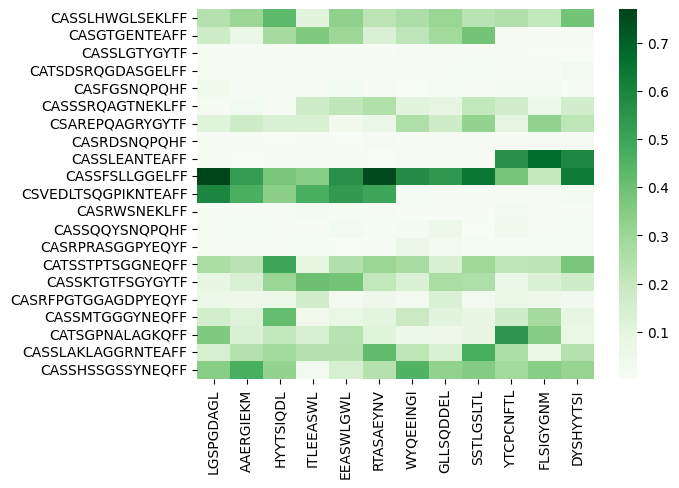 CASSLHWGLSEKLFF
CASGTGENTEAFF
CASSLGTYGYTF
CATSDSRQGDASGELFF
CASFGSNQPQHF
CASSSRQAGTNEKLFF
CSAREPQAGRYGYTF
CASRDSNQPQHF
CASSLEANTEAFF
CASSFSLLGGELFF
CSVEDLTSQGPIKNTEAFF
CASRWSNEKLFF
CASSQQYSNQPQHF
CASRPRASGGPYEQYF
CATSSTPTSGGNEQFF
CASSKTGTFSGYGYTF
CASRFPGTGGAGDPYEQYF
CASSMTGGGYNEQFF
CATSGPNALAGKQFF
CASSLAKLAGGRNTEAFF
CASSHSSGSSYNEQFF
LGSPGDAGL
AAERGIEKM
HYYTSIQDL
ITLEEASWL
EEASWLGWL
RTASAEYNV
WYQEEINGI
GLLSQDDEL
SSTLGSLTL
YTCPCNFTL
FLSIGYGNM
DYSHYYTSI
0.7
0.6
0.5
0.4
0.3
0.2
0.1